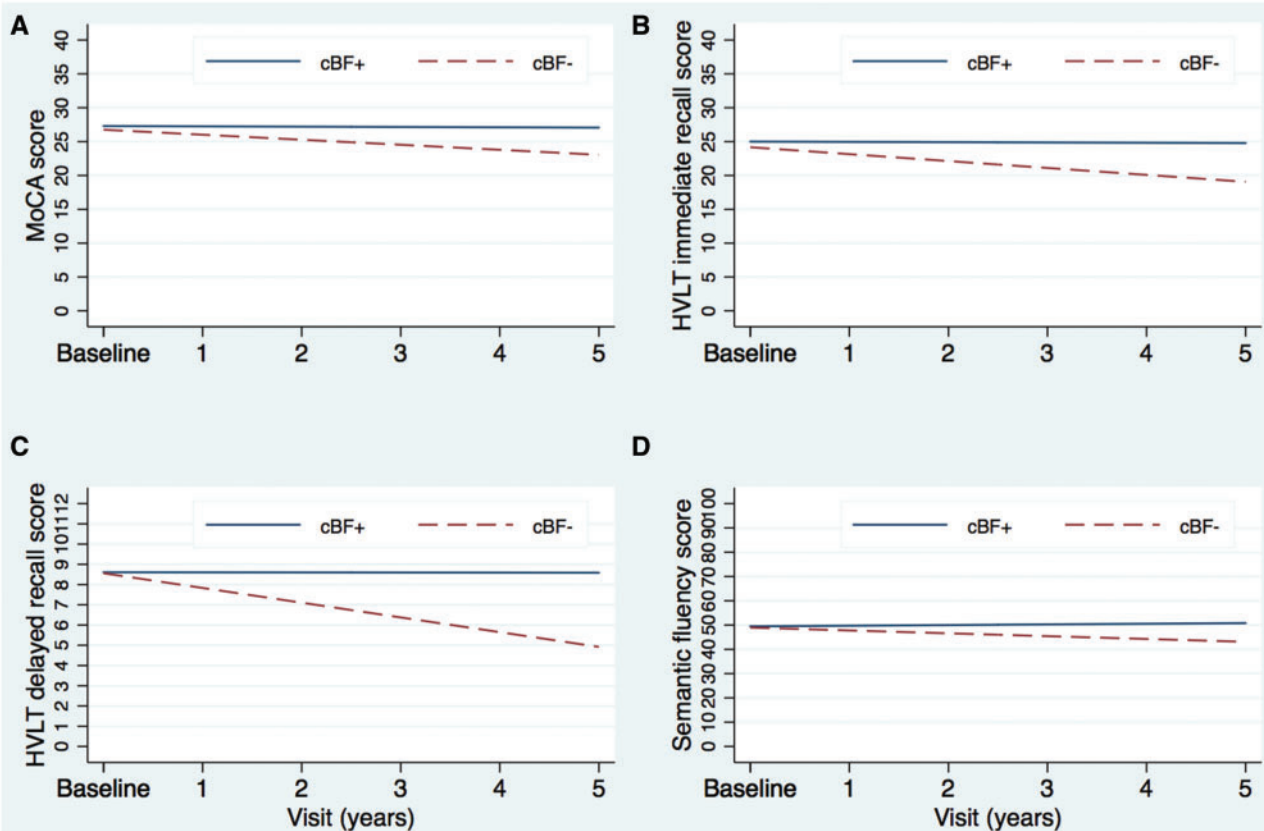 A
cBF+ cBF-
MoCA score
40
35
30
25
20
15
10
5
0
Baseline 1 2 3 4 5
B
cBF+ cBF-
HVLT immediate recall score
40
35
30
25
20
15
10
5
0
Baseline 1 2 3 4 5
C
cBF+ cBF-
HVLT delayed recall score
0 1 2 3 4 5 6 7 8 9 10 11 12
Baseline 1 2 3 4 5
Visit (years)
D
cBF+ cBF-
Semantic fluency score
0 10 20 30 40 50 60 70 80 90 100
Baseline 1 2 3 4 5
Visit (years)